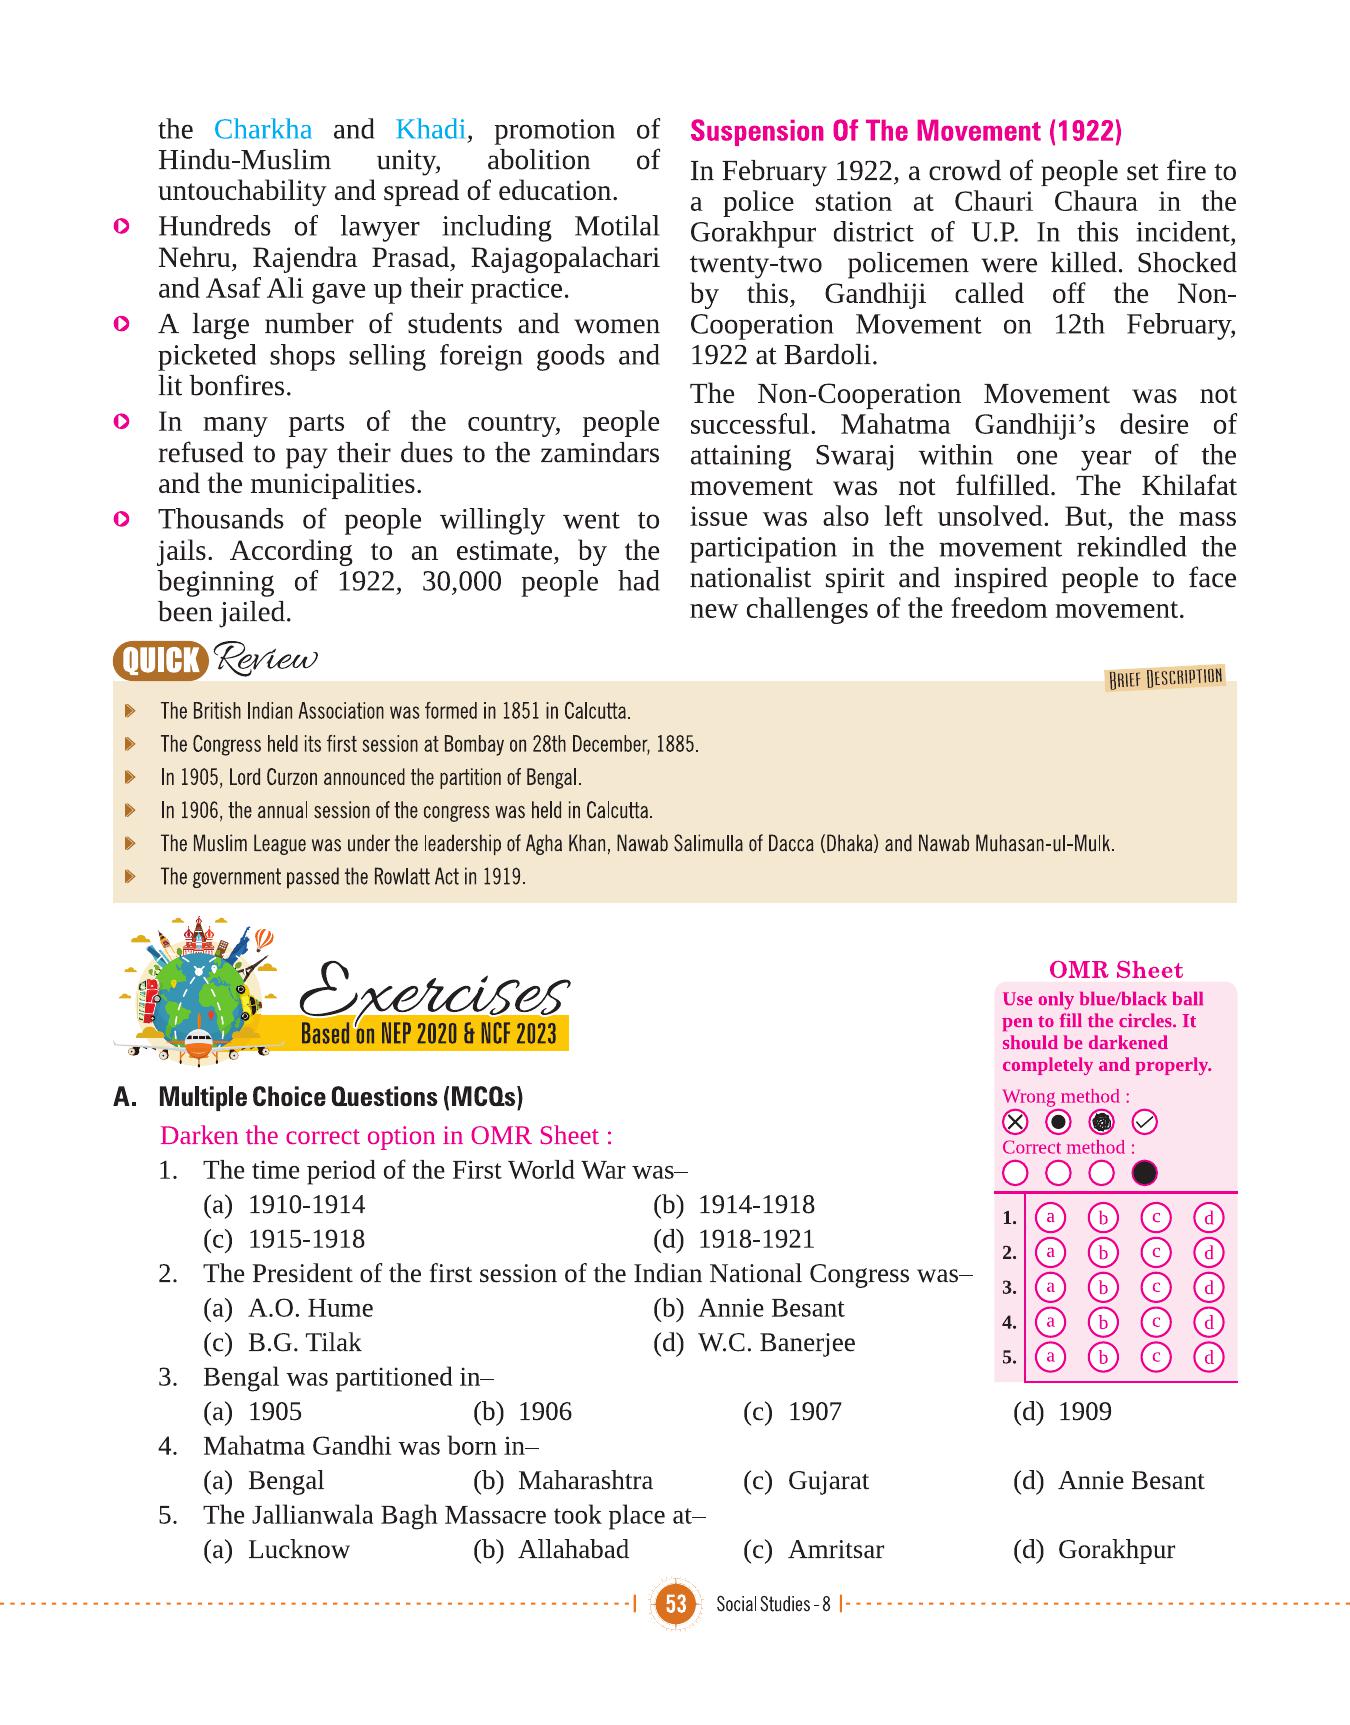 the Charkha and Khadi, promotion of
Hindu-Muslim unity, abolition of
untouchability and spread of education.
Hundreds of lawyer including Motilal
Nehru, Rajendra Prasad, Rajagopalachari
and Asaf Ali gave up their practice.
A large number of students and women
picketed shops selling foreign goods and
lit bonfires.
In many parts of the country, people
refused to pay their dues to the zamindars
and the municipalities.
Thousands of people willingly went to
jails. According to an estimate, by the
beginning of 1922, 30,000 people had
been jailed.
Suspension Of The Movement (1922)
In February 1922, a crowd of people set fire to
a police station at Chauri Chaura in the
Gorakhpur district of U.P. In this incident,
twenty-two policemen were killed. Shocked
by this, Gandhiji called off the Non-
Cooperation Movement on 12th February,
1922 at Bardoli.
The Non-Cooperation Movement was not
successful. Mahatma Gandhiji’s desire of
attaining Swaraj within one year of the
movement was not fulfilled. The Khilafat
issue was also left unsolved. But, the mass
participation in the movement rekindled the
nationalist spirit and inspired people to face
new challenges of the freedom movement.
QUICK Review
BRIEF DESCRIPTION
The British Indian Association was formed in 1851 in Calcutta.
The Congress held its first session at Bombay on 28th December, 1885.
In 1905, Lord Curzon announced the partition of Bengal.
In 1906, the annual session of the congress was held in Calcutta.
The Muslim League was under the leadership of Agha Khan, Nawab Salimulla of Dacca (Dhaka) and Nawab Muhasan-ul-Mulk.
The government passed the Rowlatt Act in 1919.
Exercises
Based on NEP 2020 & NCF 2023
OMR Sheet
Use only blue/black ball
pen to fill the circles. It
should be darkened
completely and properly.
Wrong method :
Correct method :
1. a b c d
2. a b c d
3. a b c d
4. a b c d
5. a b c d
A. Multiple Choice Questions (MCQs)
Darken the correct option in OMR Sheet :
1. The time period of the First World War was–
(a) 1910-1914 (b) 1914-1918
(c) 1915-1918 (d) 1918-1921
2. The President of the first session of the Indian National Congress was–
(a) A.O. Hume (b) Annie Besant
(c) B.G. Tilak (d) W.C. Banerjee
3. Bengal was partitioned in–
(a) 1905 (b) 1906 (c) 1907 (d) 1909
4. Mahatma Gandhi was born in–
(a) Bengal (b) Maharashtra (c) Gujarat (d) Annie Besant
5. The Jallianwala Bagh Massacre took place at–
(a) Lucknow (b) Allahabad (c) Amritsar (d) Gorakhpur
53 Social Studies - 8